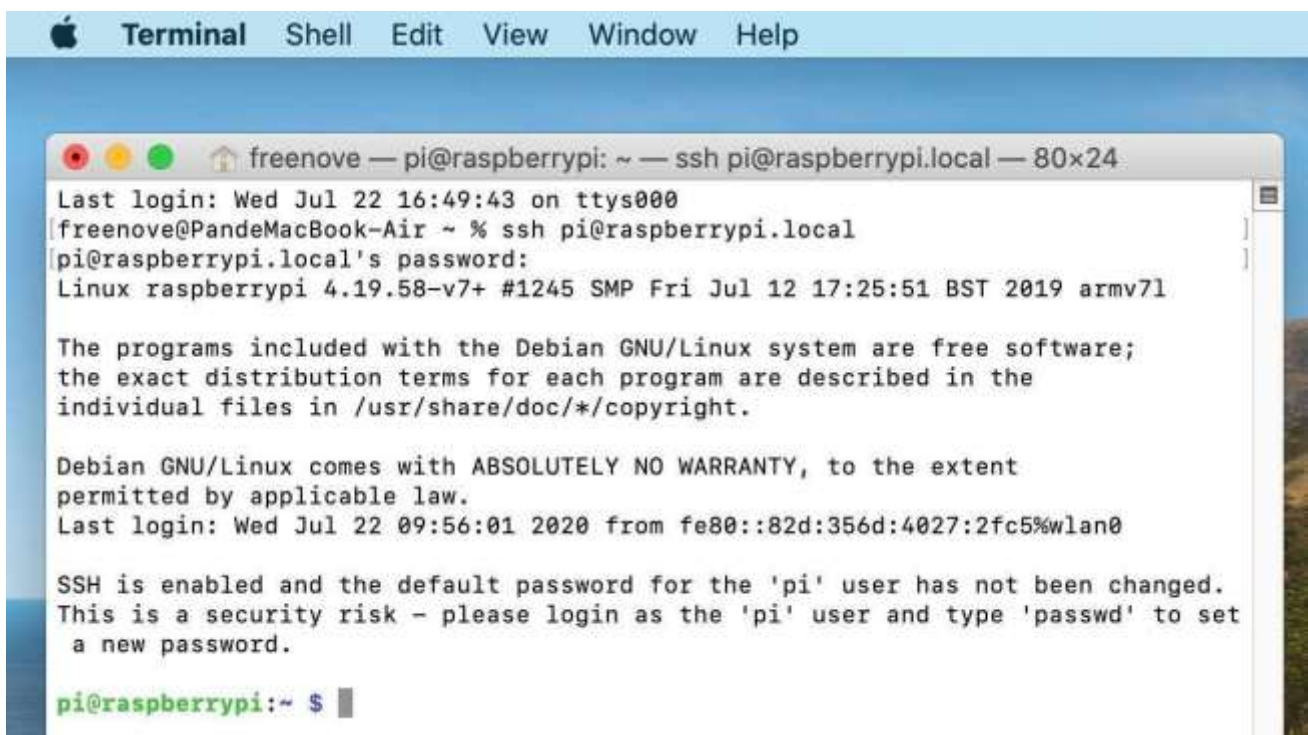 Terminal Shell Edit View Window Help
freenove — pi@raspberrypi: ~ — ssh pi@raspberrypi.local — 80×24
Last login: Wed Jul 22 16:49:43 on ttys000
[freenove@PandeMacBook-Air ~ % ssh pi@raspberrypi.local ]
[pi@raspberrypi.local's password: ]
Linux raspberrypi 4.19.58-v7+ #1245 SMP Fri Jul 12 17:25:51 BST 2019 armv7l
The programs included with the Debian GNU/Linux system are free software;
the exact distribution terms for each program are described in the
individual files in /usr/share/doc/*/copyright.
Debian GNU/Linux comes with ABSOLUTELY NO WARRANTY, to the extent
permitted by applicable law.
Last login: Wed Jul 22 09:56:01 2020 from fe80::82d:356d:4027:2fc5%wlan0
SSH is enabled and the default password for the 'pi' user has not been changed.
This is a security risk – please login as the 'pi' user and type 'passwd' to set
a new password.
pi@raspberrypi:~ $